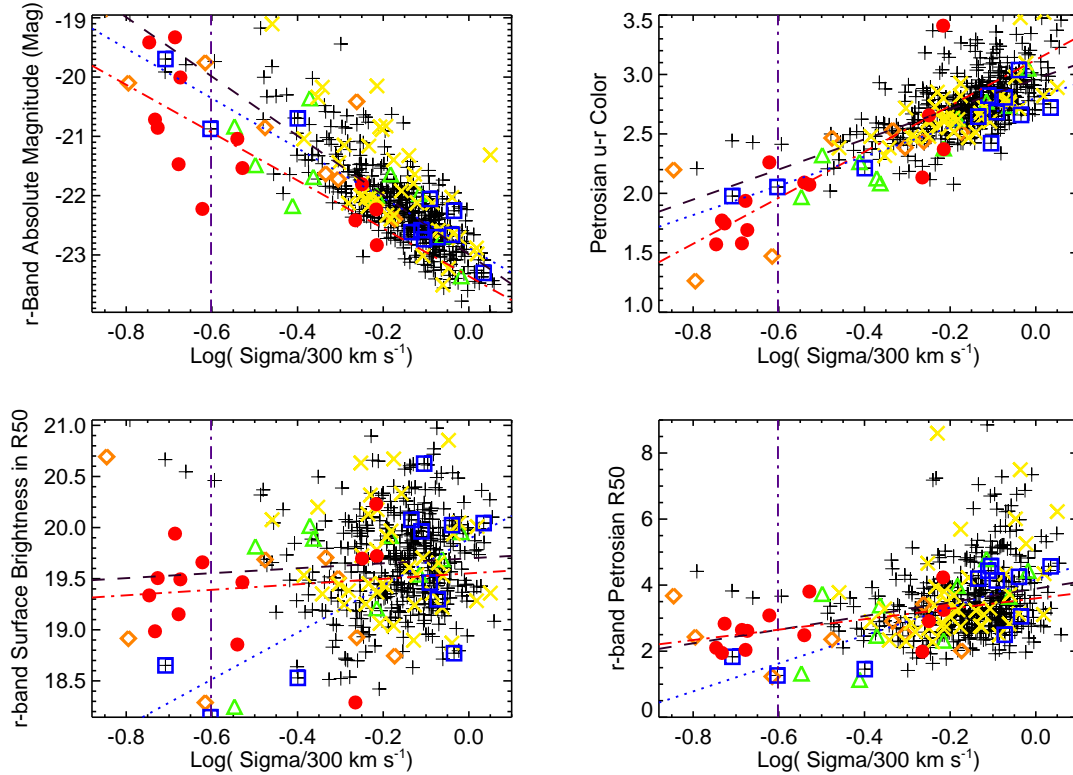 -19
-20
-21
-22
-23
r-Band Absolute Magnitude (Mag)
-0.8 -0.6 -0.4 -0.2 0.0
Log( Sigma/300 km s-1)
3.5
3.0
2.5
2.0
1.5
1.0
Petrosian u-r Color
-0.8 -0.6 -0.4 -0.2 0.0
Log( Sigma/300 km s-1)
21.0
20.5
20.0
19.5
19.0
18.5
r-band Surface Brightness in R50
-0.8 -0.6 -0.4 -0.2 0.0
Log( Sigma/300 km s-1)
8
6
4
2
0
r-band Petrosian R50
-0.8 -0.6 -0.4 -0.2 0.0
Log( Sigma/300 km s-1)